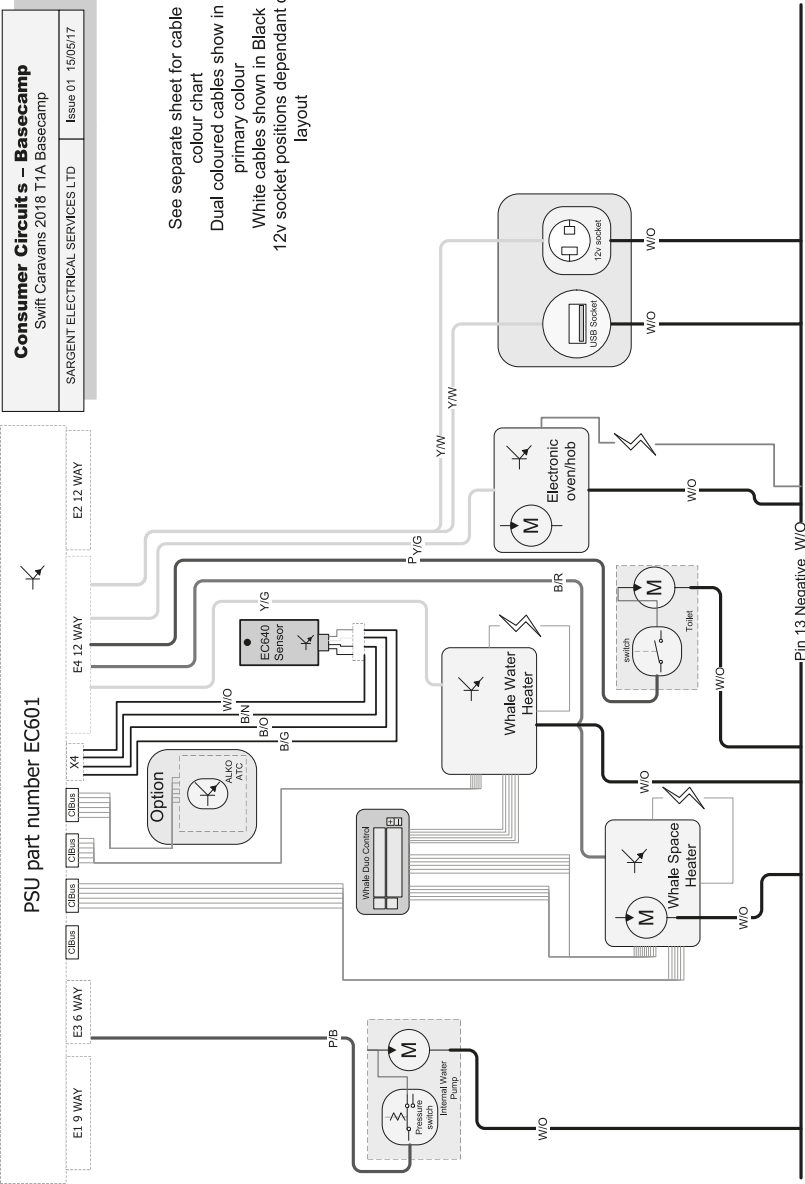 Consumer Circuits – Basecamp
Swift Caravans 2018 T1A Basecamp
SARGENT ELECTRICAL SERVICES LTD
Issue 01 15/05/17
See separate sheet for cable
colour chart
Dual coloured cables show in
primary colour
White cables shown in Black
12v socket positions dependant
layout
PSU part number EC601
E1 9 WAY
E3 6 WAY
CIBus
CIBus
CIBus
CIBus
X4
E4 12 WAY
E2 12 WAY
Option
ALKO
ATC
W/O
B/N
B/O
B/G
EC640
Sensor
Y/G
B/R
P
Y/G
Y/W
Y/W
P/B
Pressure
switch
M
Internal Water
Pump
W/O
Whale Duo Control
Whale Water
Heater
W/O
M
Whale Space
Heater
W/O
switch
M
Toilet
W/O
M
Electronic
oven/hob
W/O
USB Socket
W/O
12v socket
W/O
Pin 13 Negative W/O